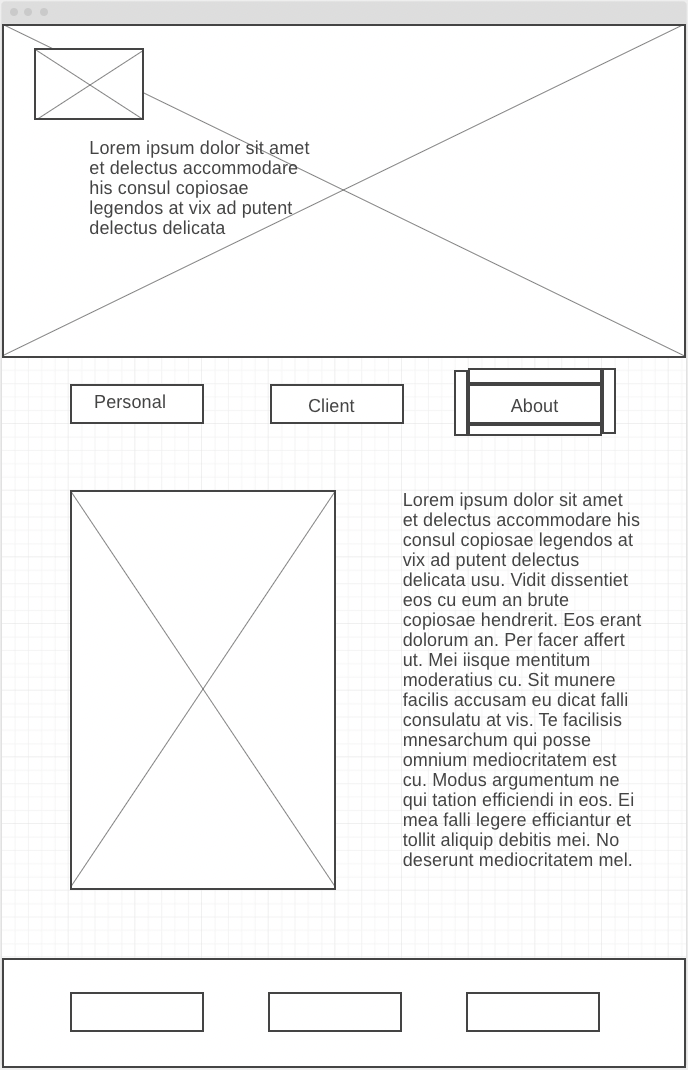 Lorem ipsum dolor sit amet
et delectus accommodare
his consul copiosae
legendos at vix ad putent
delectus delicata
Personal
Client
About
Lorem ipsum dolor sit amet
et delectus accommodare his
consul copiosae legendos at
vix ad putent delectus
delicata usu. Vidit dissentiet
eos cu eum an brute
copiosae hendrerit. Eos erant
dolorum an. Per facer affert
ut. Mei iisque mentitum
moderatius cu. Sit munere
facilis accusam eu dicat falli
consulatu at vis. Te facilisis
mnesarchum qui posse
omnium mediocritatem est
cu. Modus argumentum ne
qui tation efficiendi in eos. Ei
mea falli legere efficiantur et
tollit aliquip debitis mei. No
deserunt mediocritatem mel.